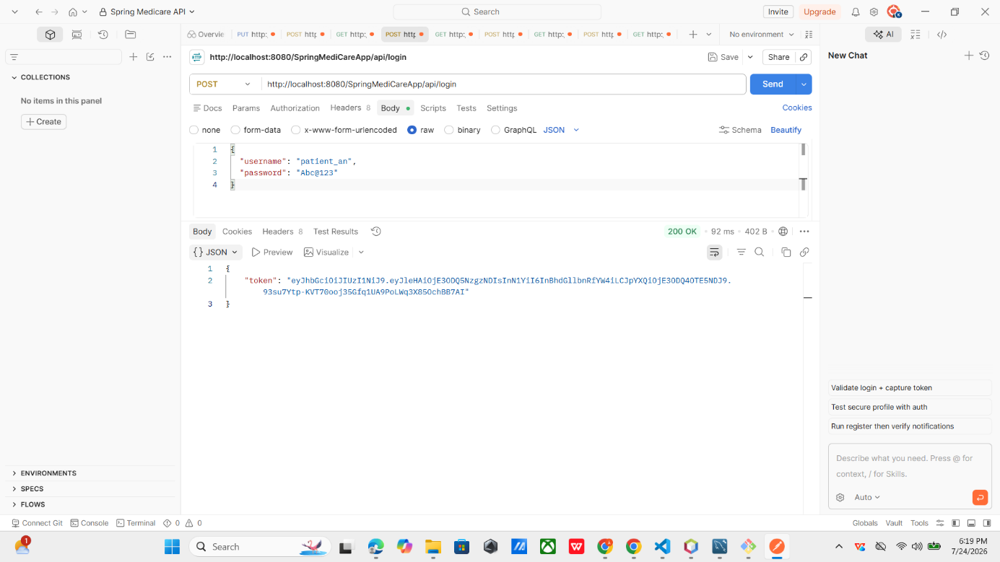 Spring Medicare API
Search
Invite
Upgrade
Overvie
PUT http:
POST http:
GET http:
POST http:
GET http:
POST http:
GET http:
POST http:
GET http:
No environment
AI
http://localhost:8080/SpringMediCareApp/api/login
Save
Share
New Chat
COLLECTIONS
No items in this panel
Create
POST
http://localhost:8080/SpringMediCareApp/api/login
Send
Docs
Params
Authorization
Headers 8
Body
Scripts
Tests
Settings
Cookies
none
form-data
x-www-form-urlencoded
raw
binary
GraphQL
JSON
Schema
Beautify
1 {
2 "username": "patient_an",
3 "password": "Abc@123"
4 }
Body
Cookies
Headers 8
Test Results
200 OK
92 ms
402 B
{} JSON
Preview
Visualize
1 {
2 "token": "eyJhbGciOiJIUzI1NiJ9.eyJleHAiOjE3ODQ5NzgzNDIsInN1YiI6InBhdGllbnRfYW4iLCJpYXQiOjE3ODQ4OTE5NDJ9.
93su7Ytp-KVT70ooj35Gfq1UA9PoLWq3X85OchBB7AI"
3 }
Validate login + capture token
Test secure profile with auth
Run register then verify notifications
Describe what you need. Press @ for
context, / for Skills.
Auto
ENVIRONMENTS
SPECS
FLOWS
Connect Git
Console
Terminal
0
0
Globals
Vault
Tools
1
Search
6:19 PM
7/24/2026